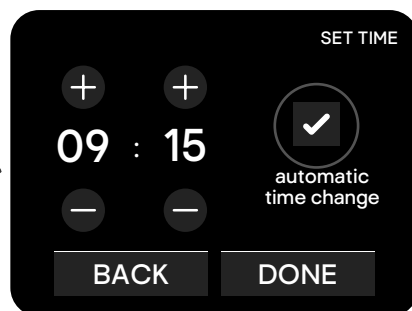 SET TIME
+ +
09 : 15
automatic
time change
− −
BACK DONE